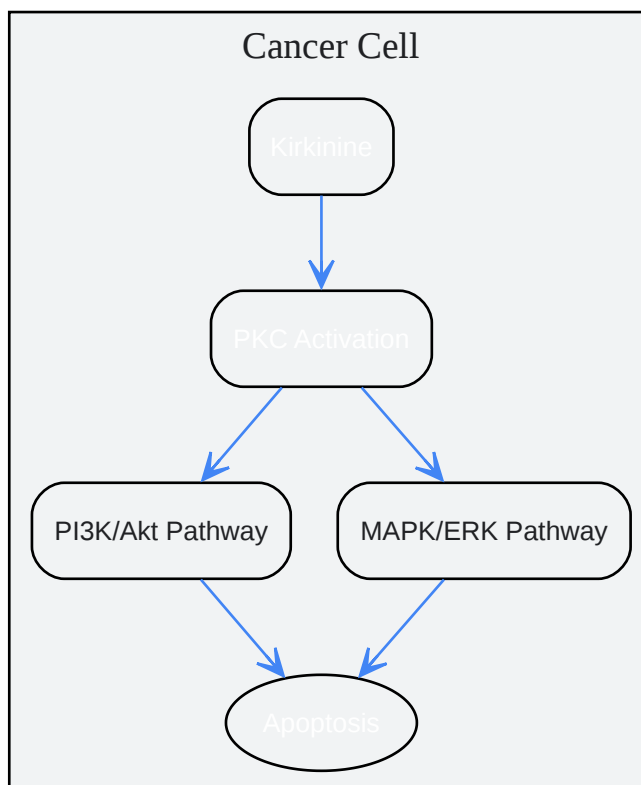 Cancer Cell
Kirkinine
PKC Activation
PI3K/Akt Pathway
MAPK/ERK Pathway
Apoptosis